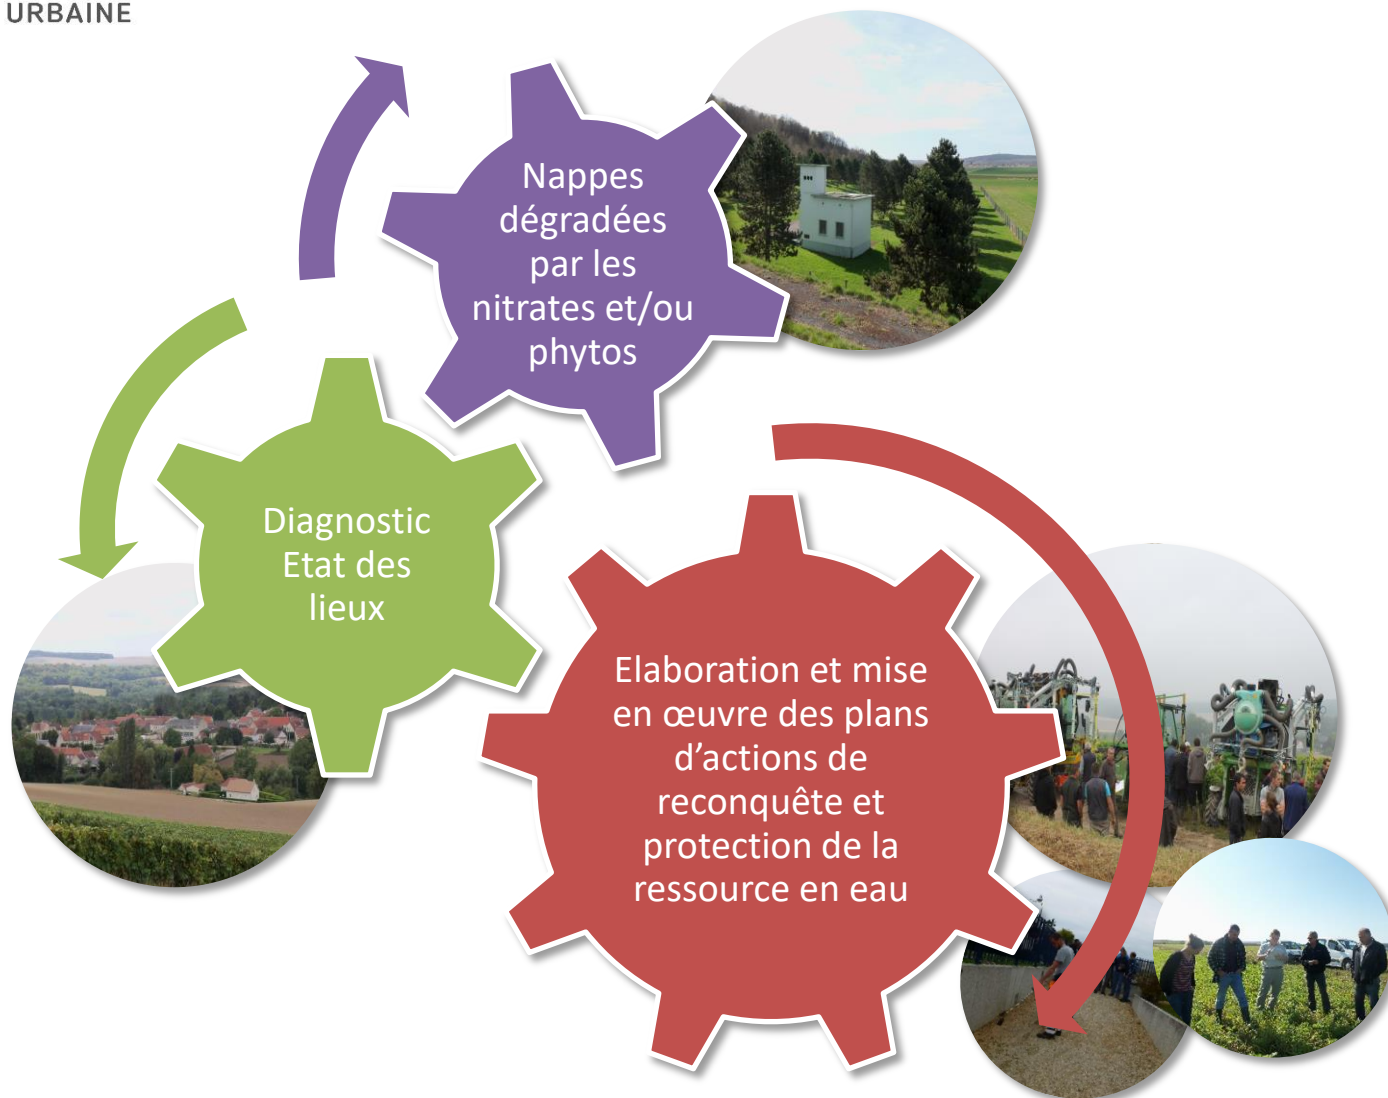 URBAINE
Nappes
dégradées
par les
nitrates et/ou
phytos
Diagnostic
Etat des
lieux
Elaboration et mise
en œuvre des plans
d’actions de
reconquête et
protection de la
ressource en eau